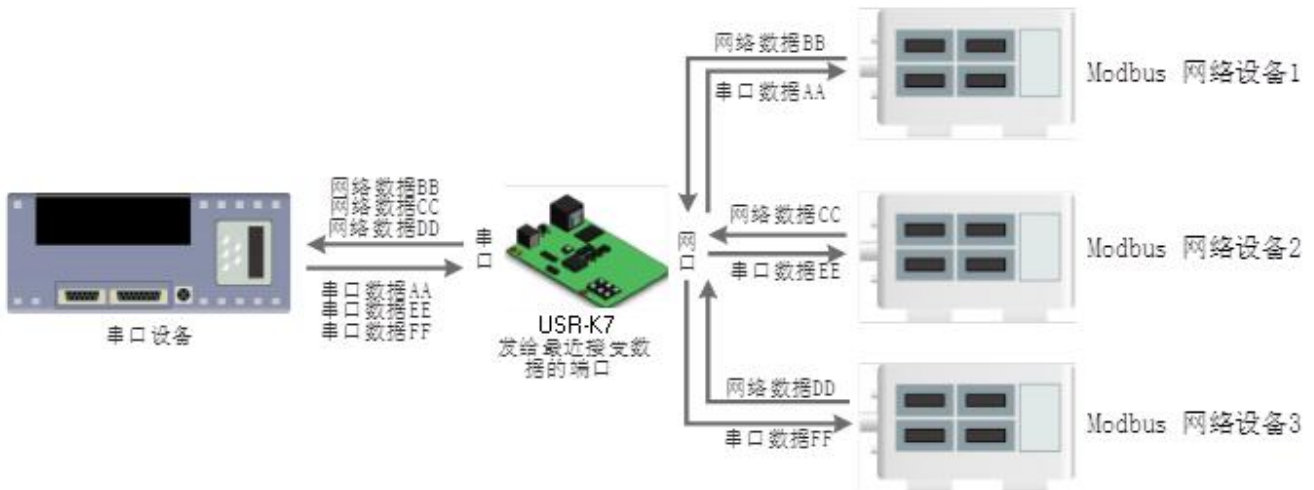 网络数据BB
串口数据AA
Modbus 网络设备1
网络数据BB
网络数据CC
网络数据DD
串口
网口
网络数据CC
串口数据EE
Modbus 网络设备2
串口数据AA
串口数据EE
串口数据FF
串口设备
USR-K7
发给最近接受数
据的端口
网络数据DD
串口数据FF
Modbus 网络设备3